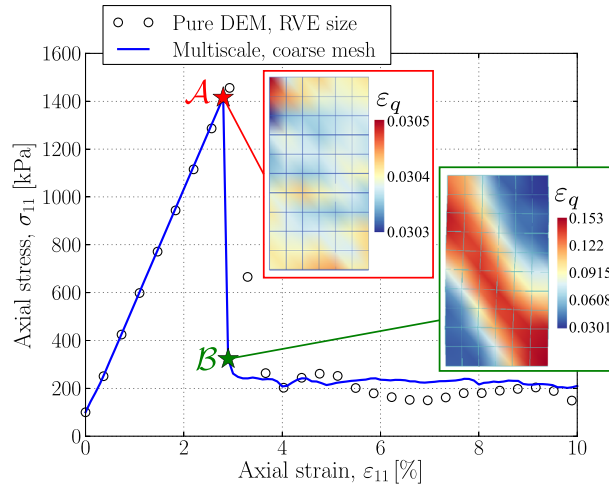 Pure DEM, RVE size
Multiscale, coarse mesh
1600
1400
1200
1000
800
600
400
200
0
0
2
4
6
8
10
Axial stress, σ₁₁ [kPa]
Axial strain, ε₁₁ [%]
A
B
ε_q
0.0305
0.0304
0.0303
ε_q
0.153
0.122
0.0915
0.0608
0.0301